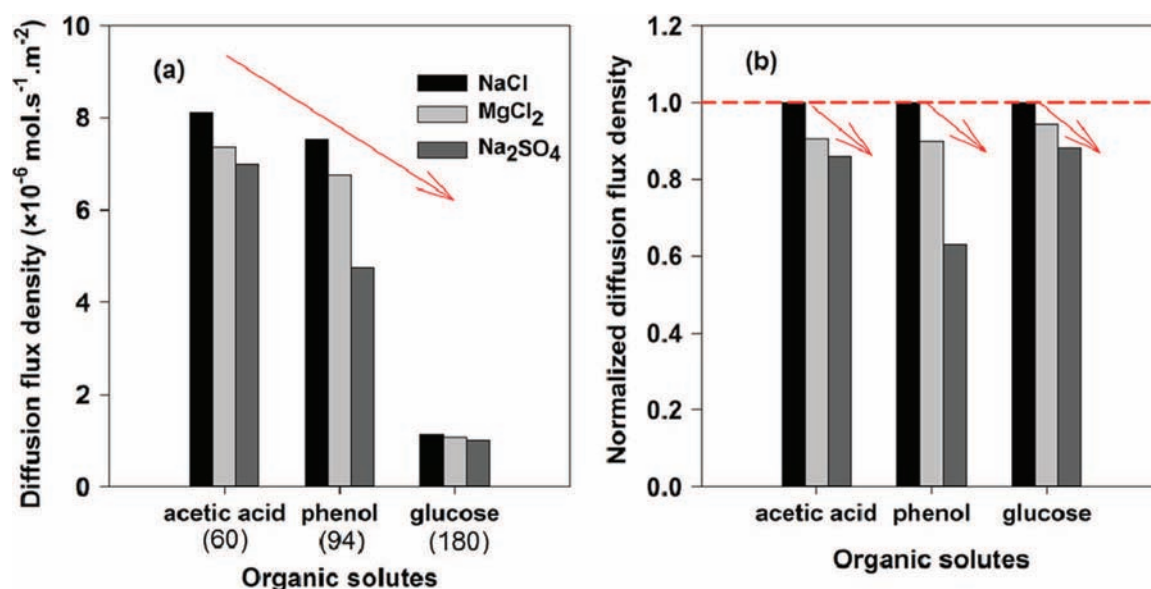 Diffusion flux density (×10⁻⁶ mol.s⁻¹.m⁻²)
10
8
6
4
2
0
(a)
NaCl
MgCl₂
Na₂SO₄
acetic acid phenol glucose
(60) (94) (180)
Organic solutes
Normalized diffusion flux density
1.2
1.0
0.8
0.6
0.4
0.2
0.0
(b)
acetic acid phenol glucose
Organic solutes